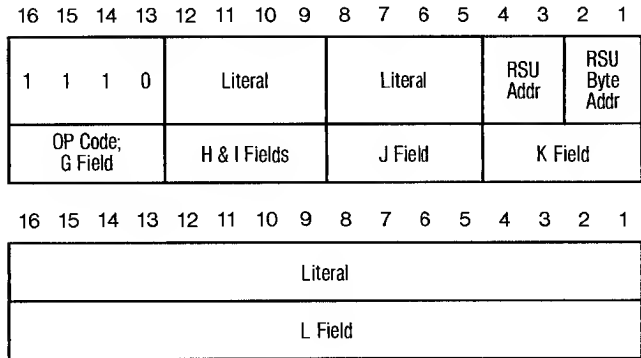 16 15 14 13 12 11 10 9 8 7 6 5 4 3 2 1
1 1 1 0 Literal Literal RSU Addr RSU Byte Addr
OP Code; G Field H & I Fields J Field K Field
16 15 14 13 12 11 10 9 8 7 6 5 4 3 2 1
Literal
L Field